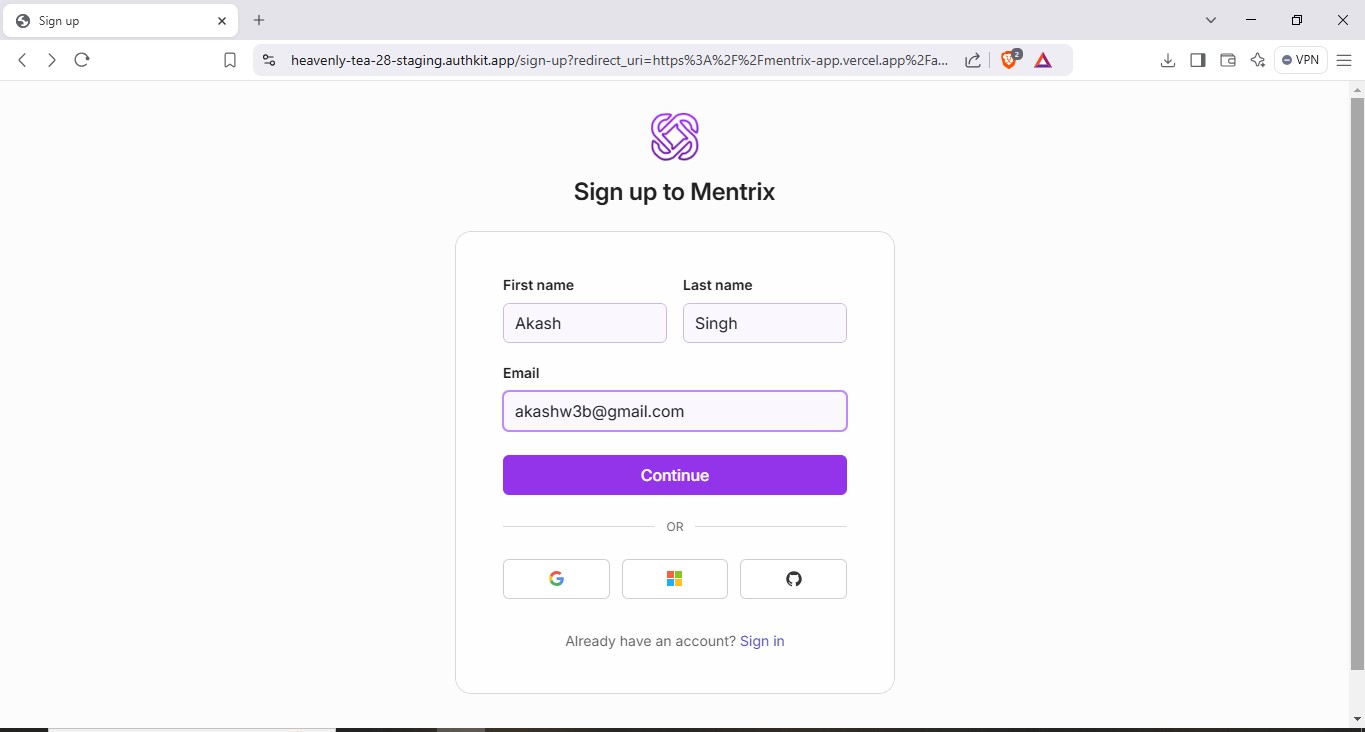 Sign up
heavenly-tea-28-staging.authkit.app/sign-up?redirect_uri=https%3A%2F%2Fmentrix-app.vercel.app%2Fa...
2
VPN
Sign up to Mentrix
First name
Last name
Akash
Singh
Email
akashw3b@gmail.com
Continue
OR
Already have an account? Sign in